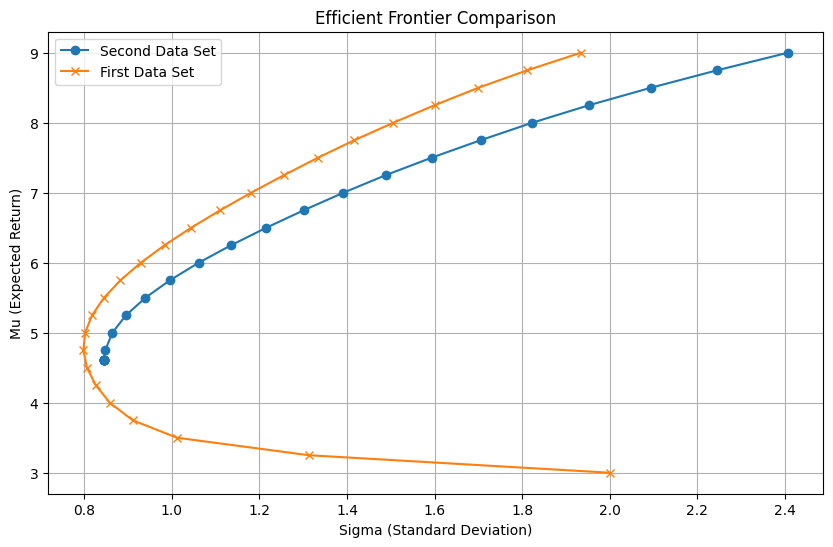 Efficient Frontier Comparison
Second Data Set
First Data Set
Mu (Expected Return)
9
8
7
6
5
4
3
0.8 1.0 1.2 1.4 1.6 1.8 2.0 2.2 2.4
Sigma (Standard Deviation)